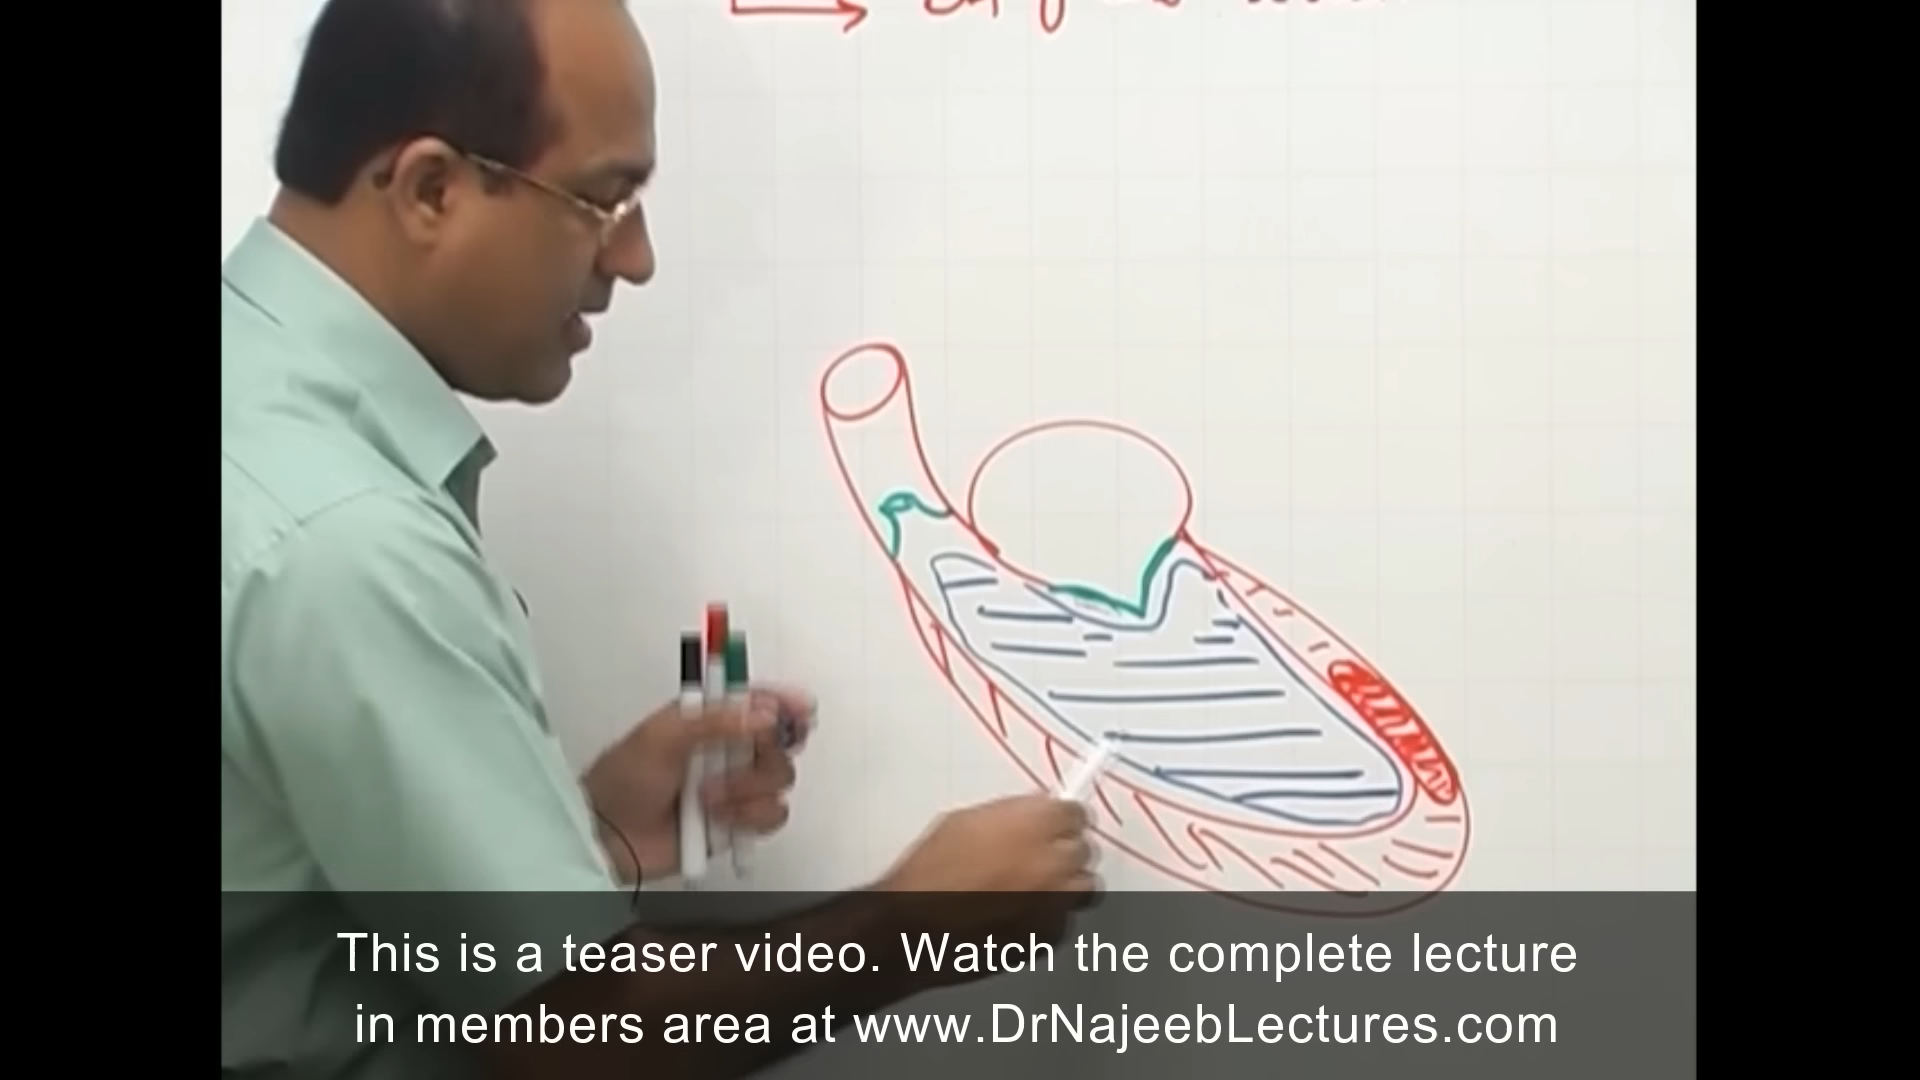 This is a teaser video. Watch the complete lecture
in members area at www.DrNajeebLectures.com